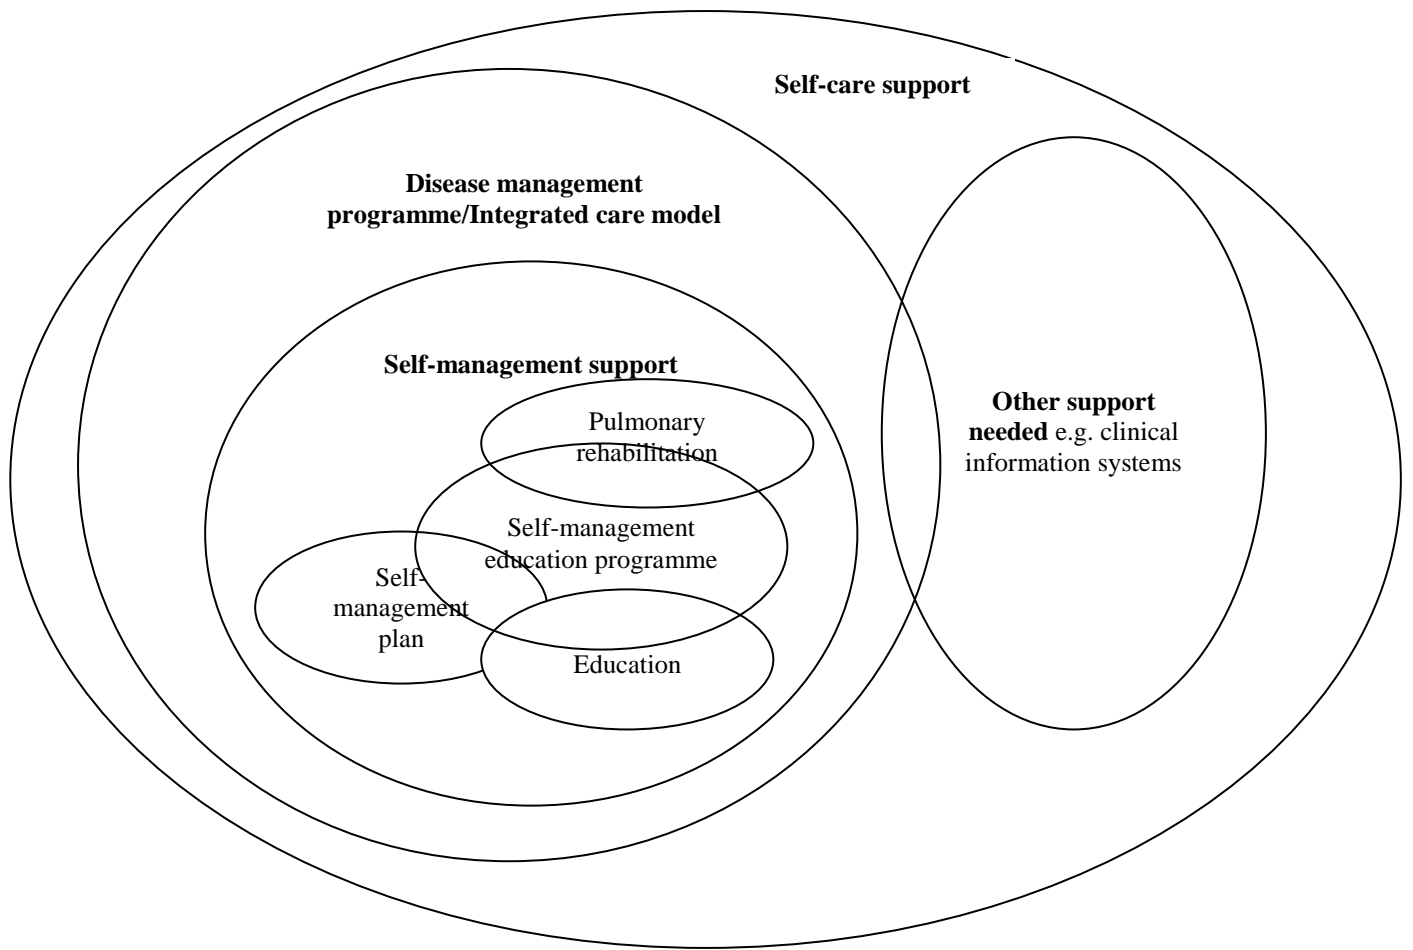 Self-care support
Disease management
programme/Integrated care model
Self-management support
Pulmonary
rehabilitation
Self-management
education programme
Self-
management
plan
Education
Other support
needed e.g. clinical
information systems